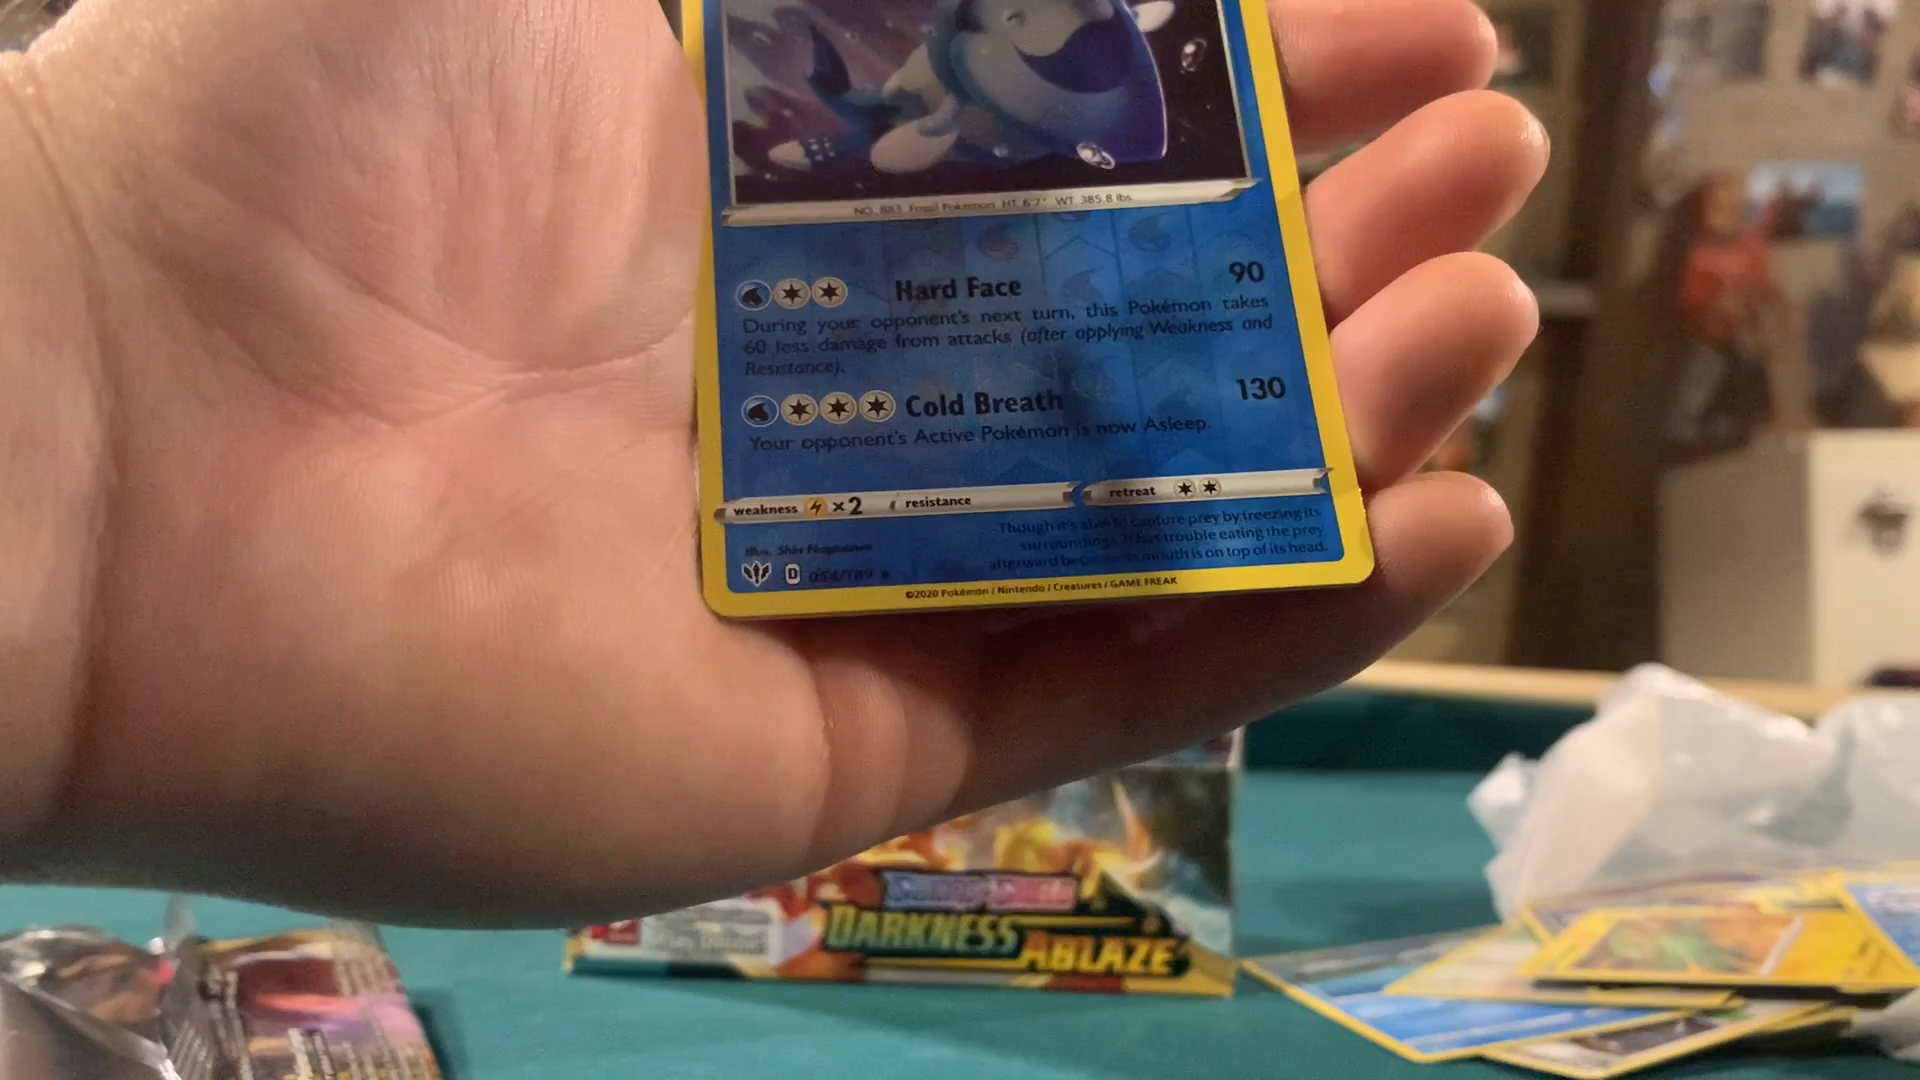 NO. 883 Fossil Pokémon HT: 6'7" WT: 385.8 lbs.
Hard Face 90
During your opponent's next turn, this Pokémon takes
60 less damage from attacks (after applying Weakness and
Resistance).
Cold Breath 130
Your opponent's Active Pokémon is now Asleep.
weakness ×2 resistance retreat
Though it's able to capture prey by freezing its
surroundings, it has trouble eating the prey
afterward because its mouth is on top of its head.
Illus. Shin Nagasawa
D 054/189 ★
©2020 Pokémon / Nintendo / Creatures / GAME FREAK
DARKNESS
ABLAZE